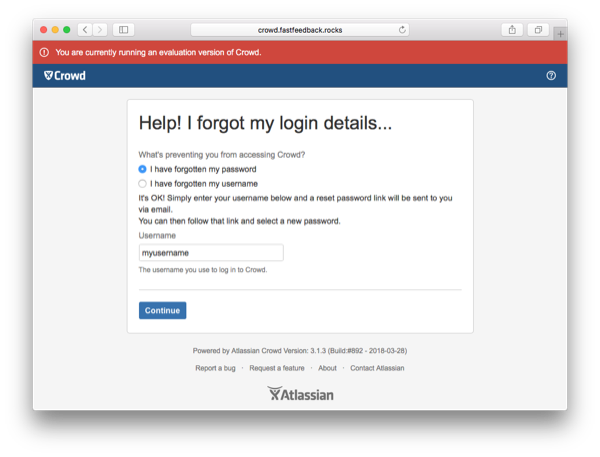 crowd.fastfeedback.rocks
You are currently running an evaluation version of Crowd.
Crowd
Help! I forgot my login details...
What's preventing you from accessing Crowd?
I have forgotten my password
I have forgotten my username
It's OK! Simply enter your username below and a reset password link will be sent to you
via email.
You can then follow that link and select a new password.
Username
myusername
The username you use to log in to Crowd.
Continue
Powered by Atlassian Crowd Version: 3.1.3 (Build:#892 - 2018-03-28)
Report a bug · Request a feature · About · Contact Atlassian
Atlassian